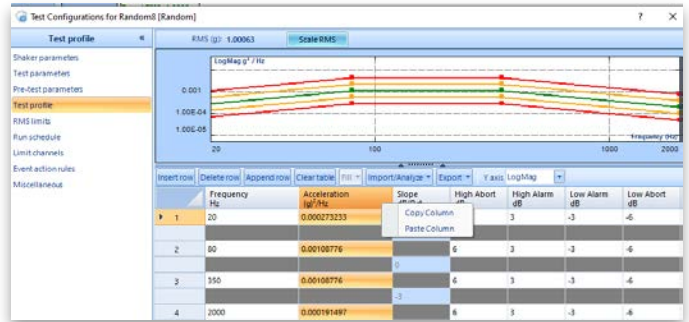 Test Configurations for Random8 [Random]
? ×
Test profile «
RMS (g): 1.00063 Scale RMS
Shaker parameters
Test parameters
Pre-test parameters
Test profile
RMS limits
Run schedule
Limit channels
Event action rules
Miscellaneous
LogMag g² / Hz
0.001
1.00E-04
1.00E-05
Frequency (Hz)
20 100 1000 2000
Insert row Delete row Append row Clear table Fill Import/Analyze Export Y axis LogMag
Frequency Hz Acceleration (g)²/Hz Slope High Abort dB High Alarm dB Low Alarm dB Low Abort dB
Copy Column
Paste Column
1 20 0.000273233 3 -3 -6
2 80 0.00108776 6 3 -3 -6
0
3 350 0.00108776 6 3 -3 -6
-3
4 2000 0.000191497 6 3 -3 -6